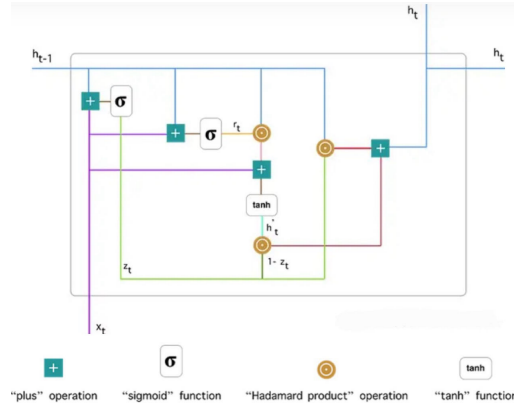 h_t
h_{t-1}
h_t
+
σ
+
σ
r_t
+
+
tanh
h'_t
1- z_t
z_t
x_t
+
σ
tanh
"plus" operation
"sigmoid" function
"Hadamard product" operation
"tanh" function